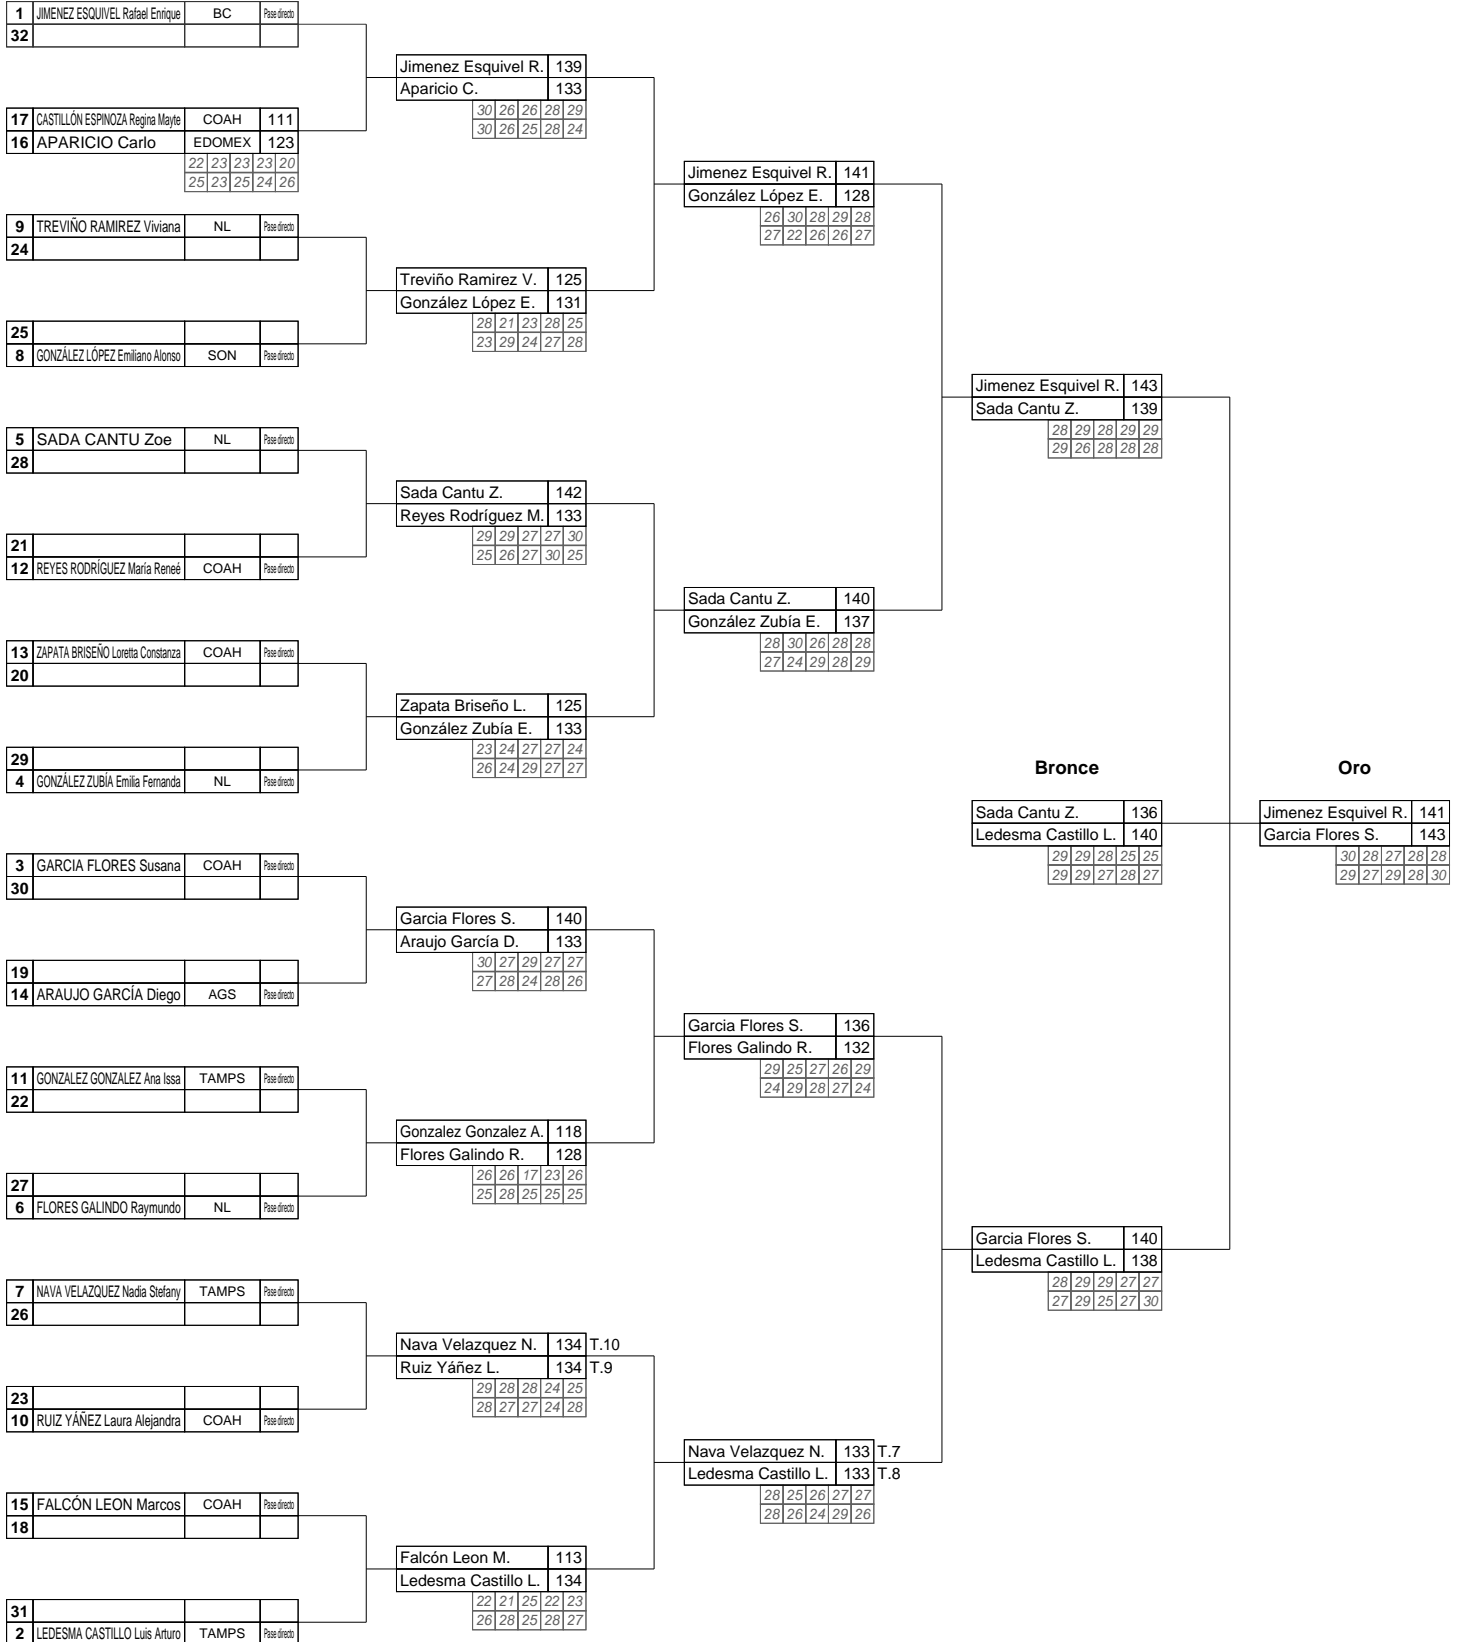 1 JIMENEZ ESQUIVEL Rafael Enrique BC Pase directo
32
17 CASTILLÓN ESPINOZA Regina Mayte COAH 111
16 APARICIO Carlo EDOMEX 123
22 23 23 23 20
25 23 25 24 26
9 TREVIÑO RAMIREZ Viviana NL Pase directo
24
25
8 GONZÁLEZ LÓPEZ Emiliano Alonso SON Pase directo
5 SADA CANTU Zoe NL Pase directo
28
21
12 REYES RODRÍGUEZ María Reneé COAH Pase directo
13 ZAPATA BRISEÑO Loretta Constanza COAH Pase directo
20
29
4 GONZÁLEZ ZUBÍA Emilia Fernanda NL Pase directo
3 GARCIA FLORES Susana COAH Pase directo
30
19
14 ARAUJO GARCÍA Diego AGS Pase directo
11 GONZALEZ GONZALEZ Ana Issa TAMPS Pase directo
22
27
6 FLORES GALINDO Raymundo NL Pase directo
7 NAVA VELAZQUEZ Nadia Stefany TAMPS Pase directo
26
23
10 RUIZ YÁÑEZ Laura Alejandra COAH Pase directo
15 FALCÓN LEON Marcos COAH Pase directo
18
31
2 LEDESMA CASTILLO Luis Arturo TAMPS Pase directo
Jimenez Esquivel R. 139
Aparicio C. 133
30 26 26 28 29
30 26 25 28 24
Treviño Ramirez V. 125
González López E. 131
28 21 23 28 25
23 29 24 27 28
Sada Cantu Z. 142
Reyes Rodríguez M. 133
29 29 27 27 30
25 26 27 30 25
Zapata Briseño L. 125
González Zubía E. 133
23 24 27 27 24
26 24 29 27 27
Garcia Flores S. 140
Araujo García D. 133
30 27 29 27 27
27 28 24 28 26
Gonzalez Gonzalez A. 118
Flores Galindo R. 128
26 26 17 23 26
25 28 25 25 25
Nava Velazquez N. 134 T.10
Ruiz Yáñez L. 134 T.9
29 28 28 24 25
28 27 27 24 28
Falcón Leon M. 113
Ledesma Castillo L. 134
22 21 25 22 23
26 28 25 28 27
Jimenez Esquivel R. 141
González López E. 128
26 30 28 29 28
27 22 26 26 27
Sada Cantu Z. 140
González Zubía E. 137
28 30 26 28 28
27 24 29 28 29
Garcia Flores S. 136
Flores Galindo R. 132
29 25 27 26 29
24 29 28 27 24
Nava Velazquez N. 133 T.7
Ledesma Castillo L. 133 T.8
28 25 26 27 27
28 26 24 29 26
Jimenez Esquivel R. 143
Sada Cantu Z. 139
28 29 28 29 29
29 26 28 28 28
Bronce
Sada Cantu Z. 136
Ledesma Castillo L. 140
29 29 28 25 25
29 29 27 28 27
Garcia Flores S. 140
Ledesma Castillo L. 138
28 29 29 27 27
27 29 25 27 30
Oro
Jimenez Esquivel R. 141
Garcia Flores S. 143
30 28 27 28 28
29 27 29 28 30